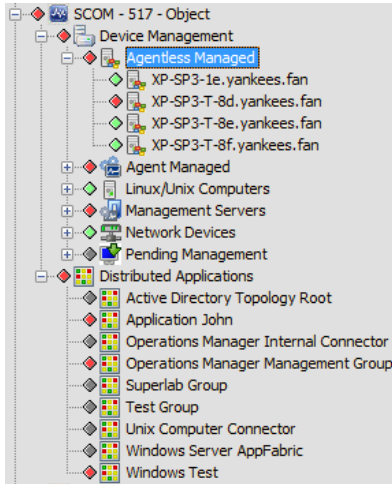 SCOM - 517 - Object
Device Management
Agentless Managed
XP-SP3-1e.yankees.fan
XP-SP3-T-8d.yankees.fan
XP-SP3-T-8e.yankees.fan
XP-SP3-T-8f.yankees.fan
Agent Managed
Linux/Unix Computers
Management Servers
Network Devices
Pending Management
Distributed Applications
Active Directory Topology Root
Application John
Operations Manager Internal Connector
Operations Manager Management Group
Superlab Group
Test Group
Unix Computer Connector
Windows Server AppFabric
Windows Test